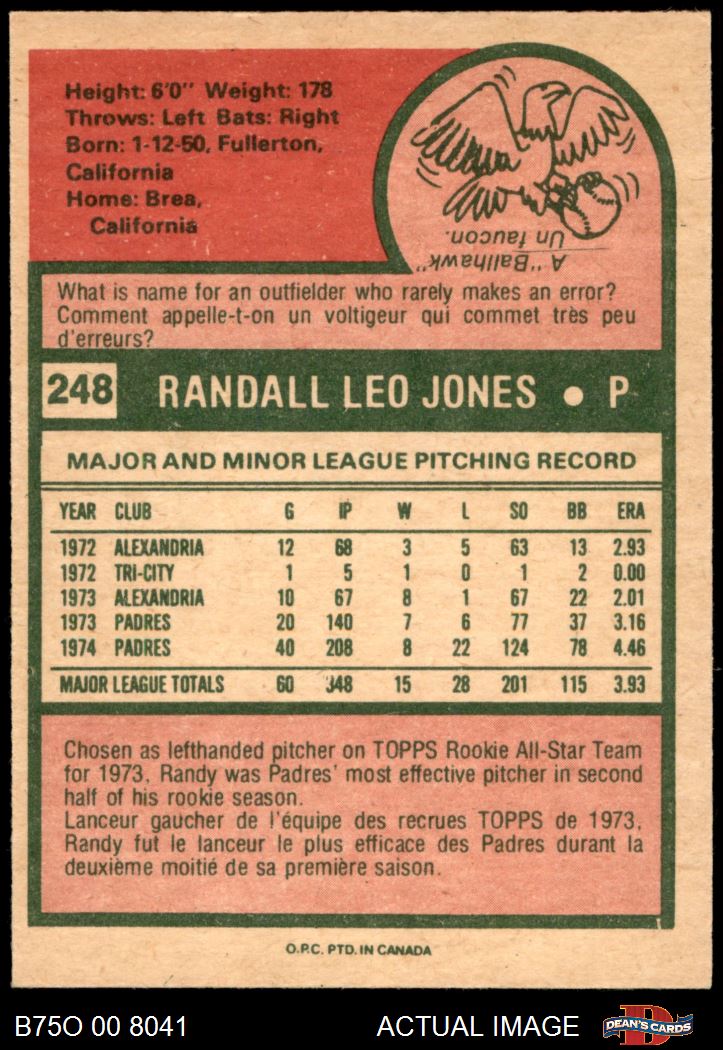 Height: 6'0" Weight: 178
Throws: Left Bats: Right
Born: 1-12-50, Fullerton,
California
Home: Brea,
California
A "Ballhawk"
Un faucon.
What is name for an outfielder who rarely makes an error?
Comment appelle-t-on un voltigeur qui commet très peu
d'erreurs?
248 RANDALL LEO JONES • P
MAJOR AND MINOR LEAGUE PITCHING RECORD
YEAR CLUB G IP W L SO BB ERA
1972 ALEXANDRIA 12 68 3 5 63 13 2.93
1972 TRI-CITY 1 5 1 0 1 2 0.00
1973 ALEXANDRIA 10 67 8 1 67 22 2.01
1973 PADRES 20 140 7 6 77 37 3.16
1974 PADRES 40 208 8 22 124 78 4.46
MAJOR LEAGUE TOTALS 60 348 15 28 201 115 3.93
Chosen as lefthanded pitcher on TOPPS Rookie All-Star Team
for 1973, Randy was Padres' most effective pitcher in second
half of his rookie season.
Lanceur gaucher de l'équipe des recrues TOPPS de 1973,
Randy fut le lanceur le plus efficace des Padres durant la
deuxième moitié de sa première saison.
O.P.C. PTD. IN CANADA
B75O 00 8041 ACTUAL IMAGE D DEAN'S CARDS